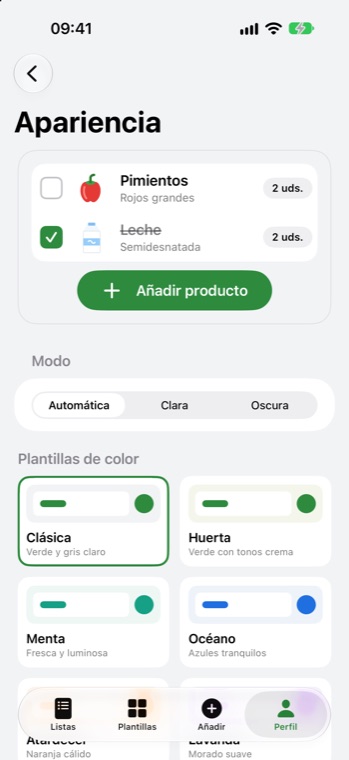 09:41
Apariencia
Pimientos
Rojos grandes
2 uds.
Leche
Semidesnatada
2 uds.
Añadir producto
Modo
Automática
Clara
Oscura
Plantillas de color
Clásica
Verde y gris claro
Huerta
Verde con tonos crema
Menta
Fresca y luminosa
Océano
Azules tranquilos
Atardecer
Naranja cálido
Lavanda
Morado suave
Listas
Plantillas
Añadir
Perfil